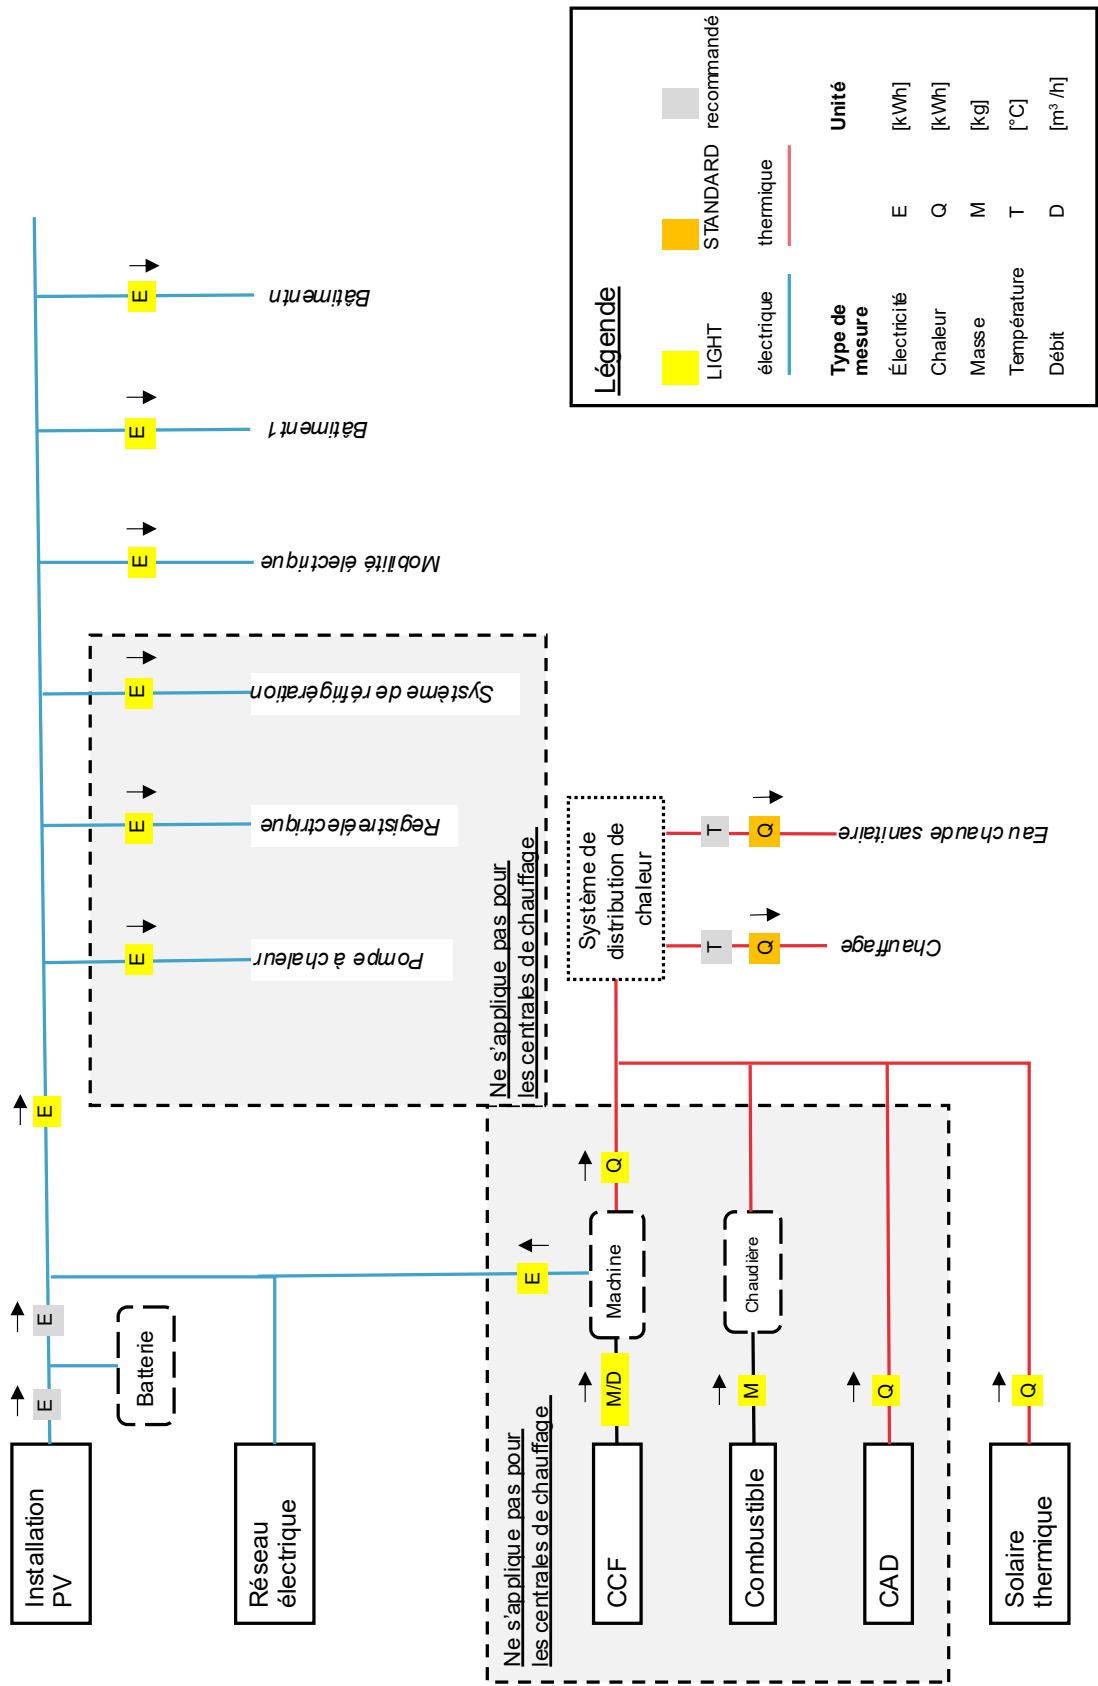 Installation
PV
E
E
Batterie
E
Réseau
électrique
Ne s'applique pas pour
les centrales de chauffage
CCF
M/D
Machine
E
Q
Combustible
M
Chaudière
CAD
Q
Solaire
thermique
Q
Ne s'applique pas pour
les centrales de chauffage
E
Pompe à chaleur
E
Registre électrique
E
Système de réfrigération
E
Mobilité électrique
E
Bâtiment 1
E
Bâtiment n
Système de
distribution de
chaleur
T
Q
Chauffage
T
Q
Eau chaude sanitaire
Légende
LIGHT STANDARD recommandé
électrique thermique
Type de
mesure Unité
Électricité E [kWh]
Chaleur Q [kWh]
Masse M [kg]
Température T [°C]
Débit D [m³/h]